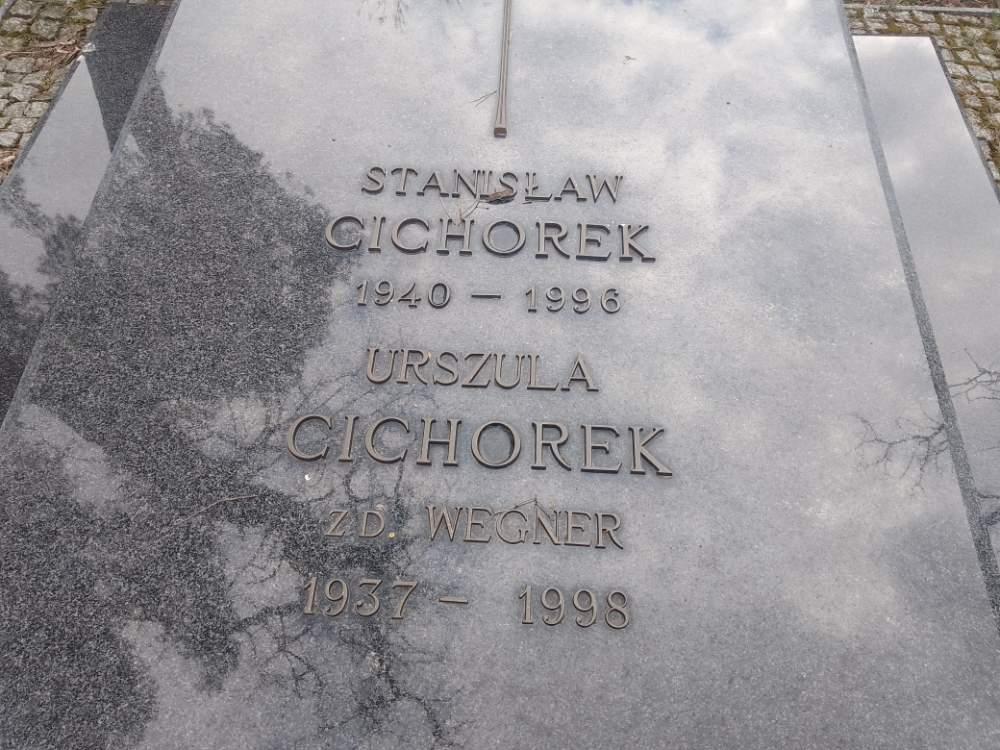 STANISŁAW
CICHOREK
1940 – 1996
URSZULA
CICHOREK
ZD. WEGNER
1937 – 1998